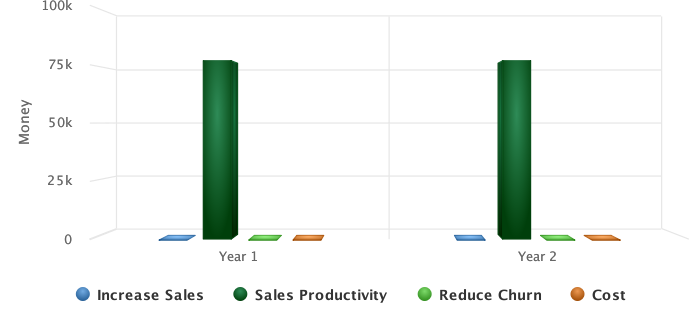 100k
75k
Money
50k
25k
0
Year 1 Year 2
Increase Sales Sales Productivity Reduce Churn Cost